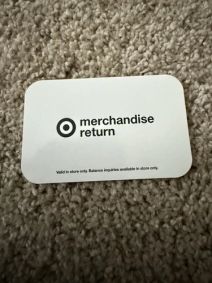 merchandise
return
Valid in store only. Balance inquiries available in store only.